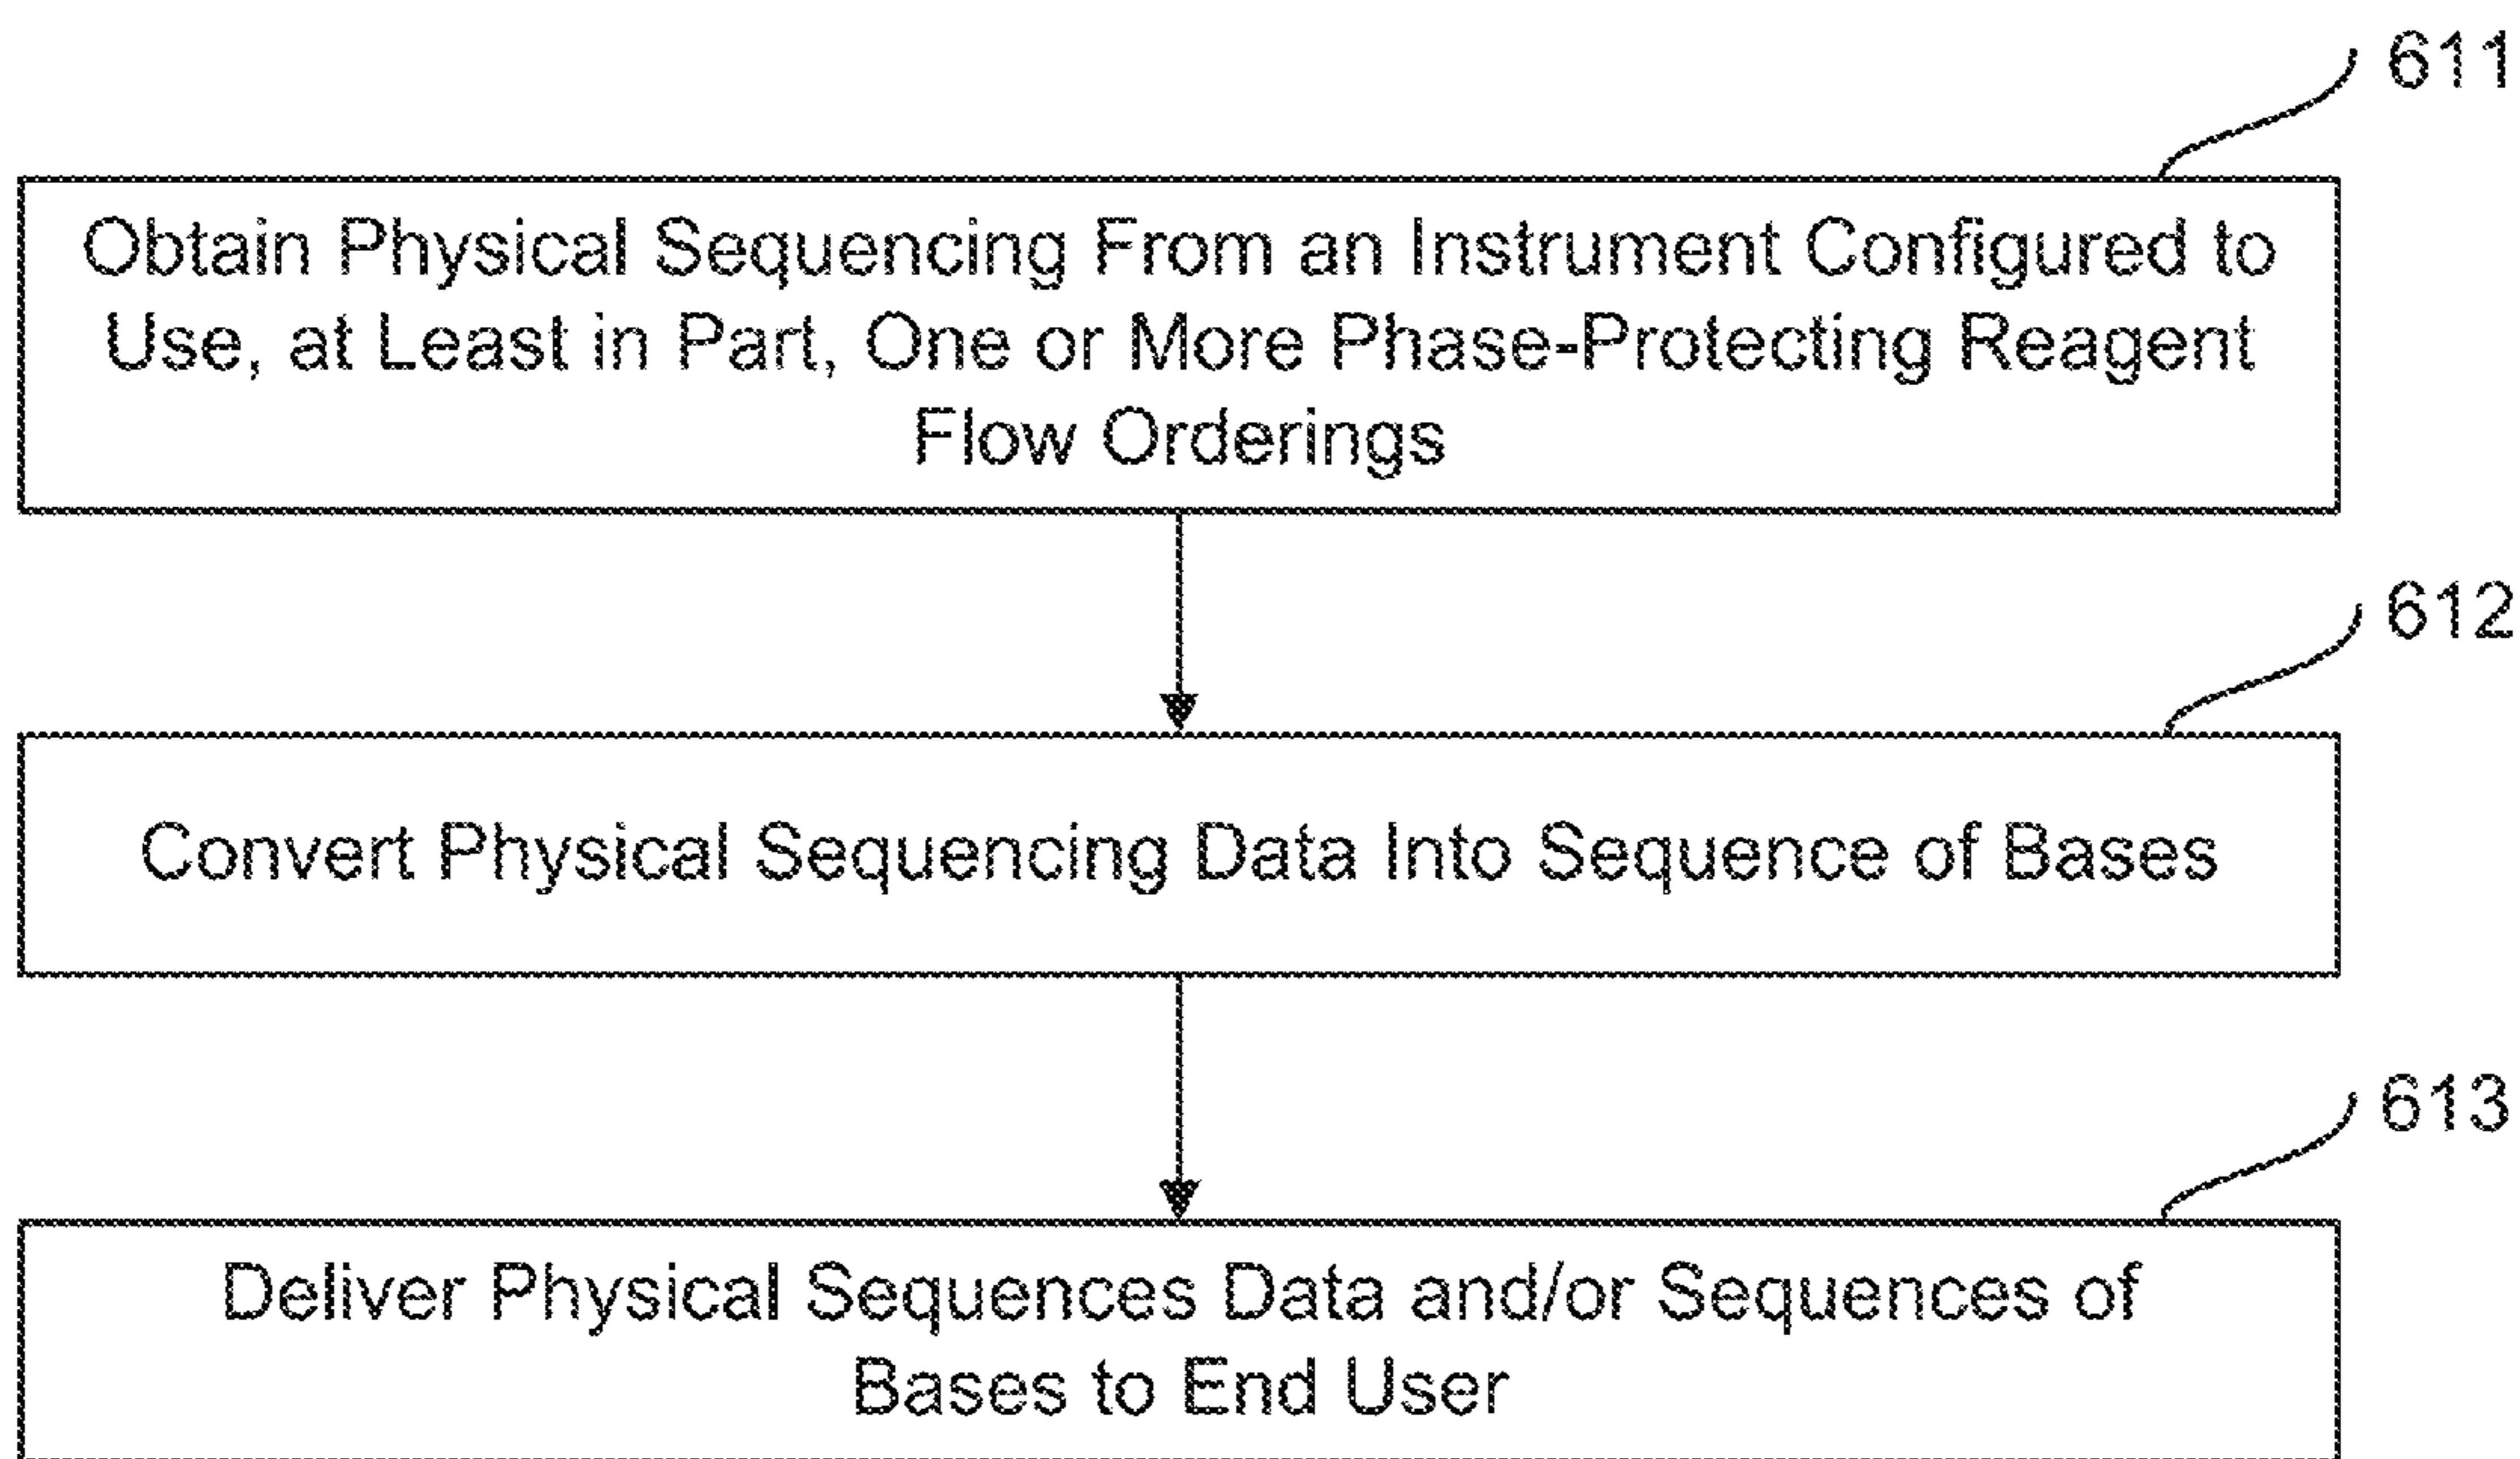 611
Obtain Physical Sequencing From an Instrument Configured to
Use, at Least in Part, One or More Phase-Protecting Reagent
Flow Orderings
612
Convert Physical Sequencing Data Into Sequence of Bases
613
Deliver Physical Sequences Data and/or Sequences of
Bases to End User